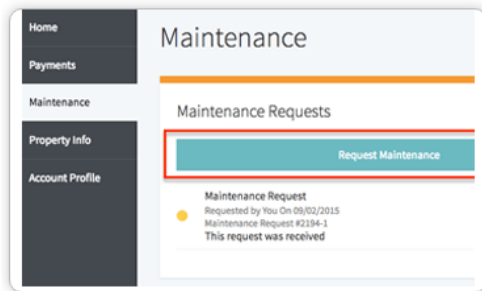 Home
Payments
Maintenance
Property Info
Account Profile
Maintenance
Maintenance Requests
Request Maintenance
Maintenance Request
Requested by You On 09/02/2015
Maintenance Request #2194-1
This request was received